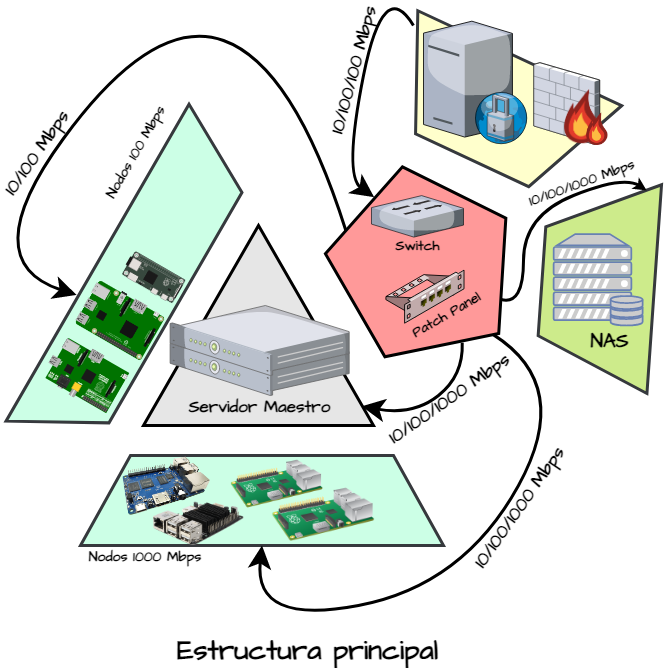 10/100/100 Mbps
10/100 Mbps
Nodos 100 Mbps
10/100/1000 Mbps
Switch
Patch Panel
NAS
Servidor Maestro
10/100/1000 Mbps
10/100/1000 Mbps
Nodos 1000 Mbps
Estructura principal